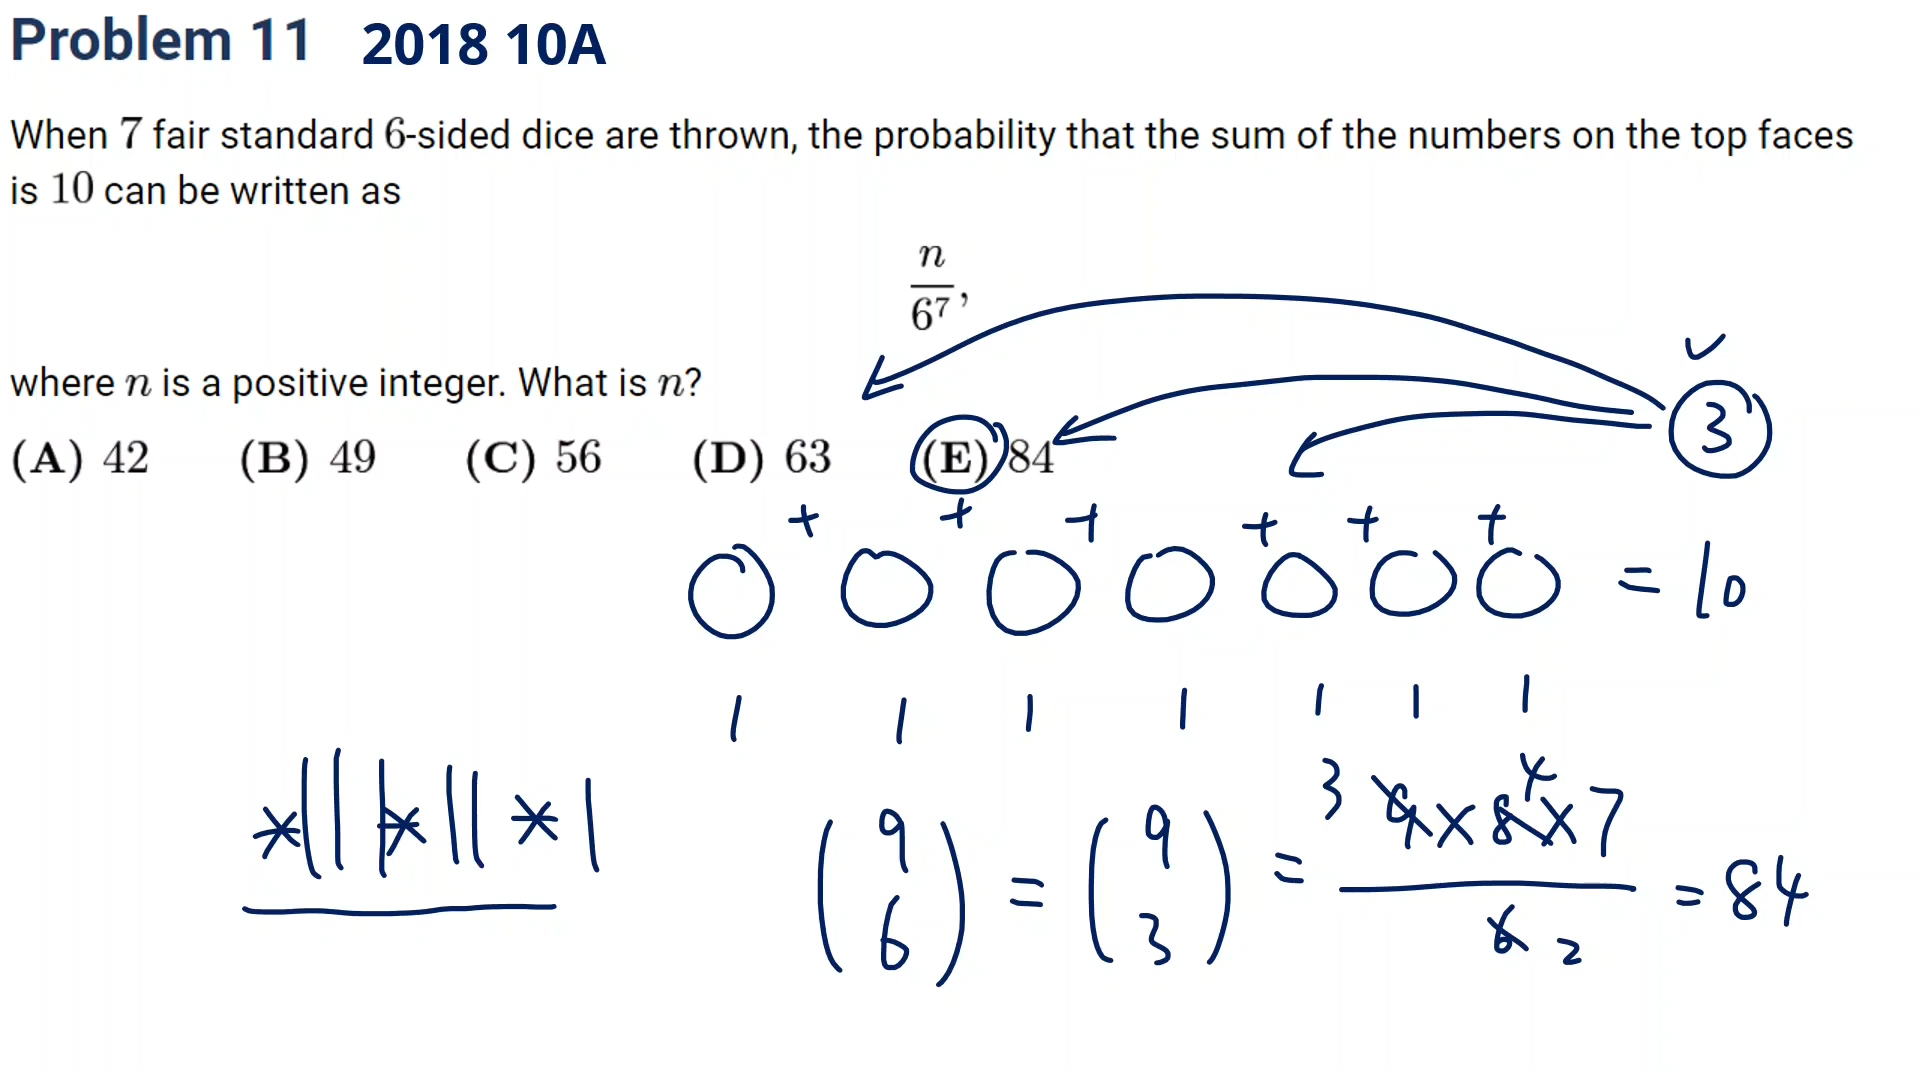 Problem 11 2018 10A
When 7 fair standard 6-sided dice are thrown, the probability that the sum of the numbers on the top faces
is 10 can be written as
n
6⁷,
where n is a positive integer. What is n?
(A) 42 (B) 49 (C) 56 (D) 63 (E) 84
✓
3
+ + + + + +
○ ○ ○ ○ ○ ○ ○ = 10
1 1 1 1 1 1 1
*|||*||*|
(9 6) = (9 3) = 3 9 × 8 4 × 7 / 6 2 = 84